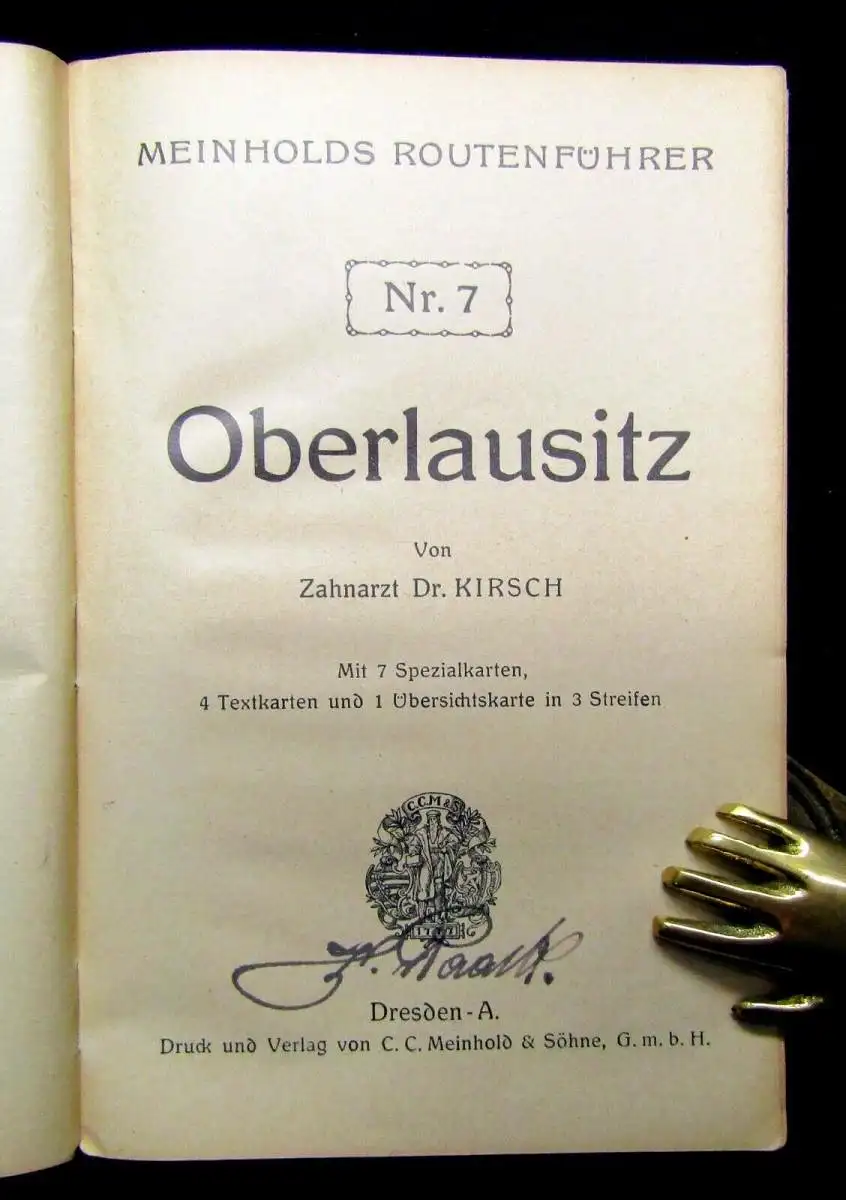 MEINHOLDS ROUTENFÜHRER
Nr. 7
Oberlausitz
Von
Zahnarzt Dr. KIRSCH
Mit 7 Spezialkarten,
4 Textkarten und 1 Übersichtskarte in 3 Streifen
C.C.M & S.
1777
Dresden-A.
Druck und Verlag von C. C. Meinhold & Söhne, G. m. b. H.